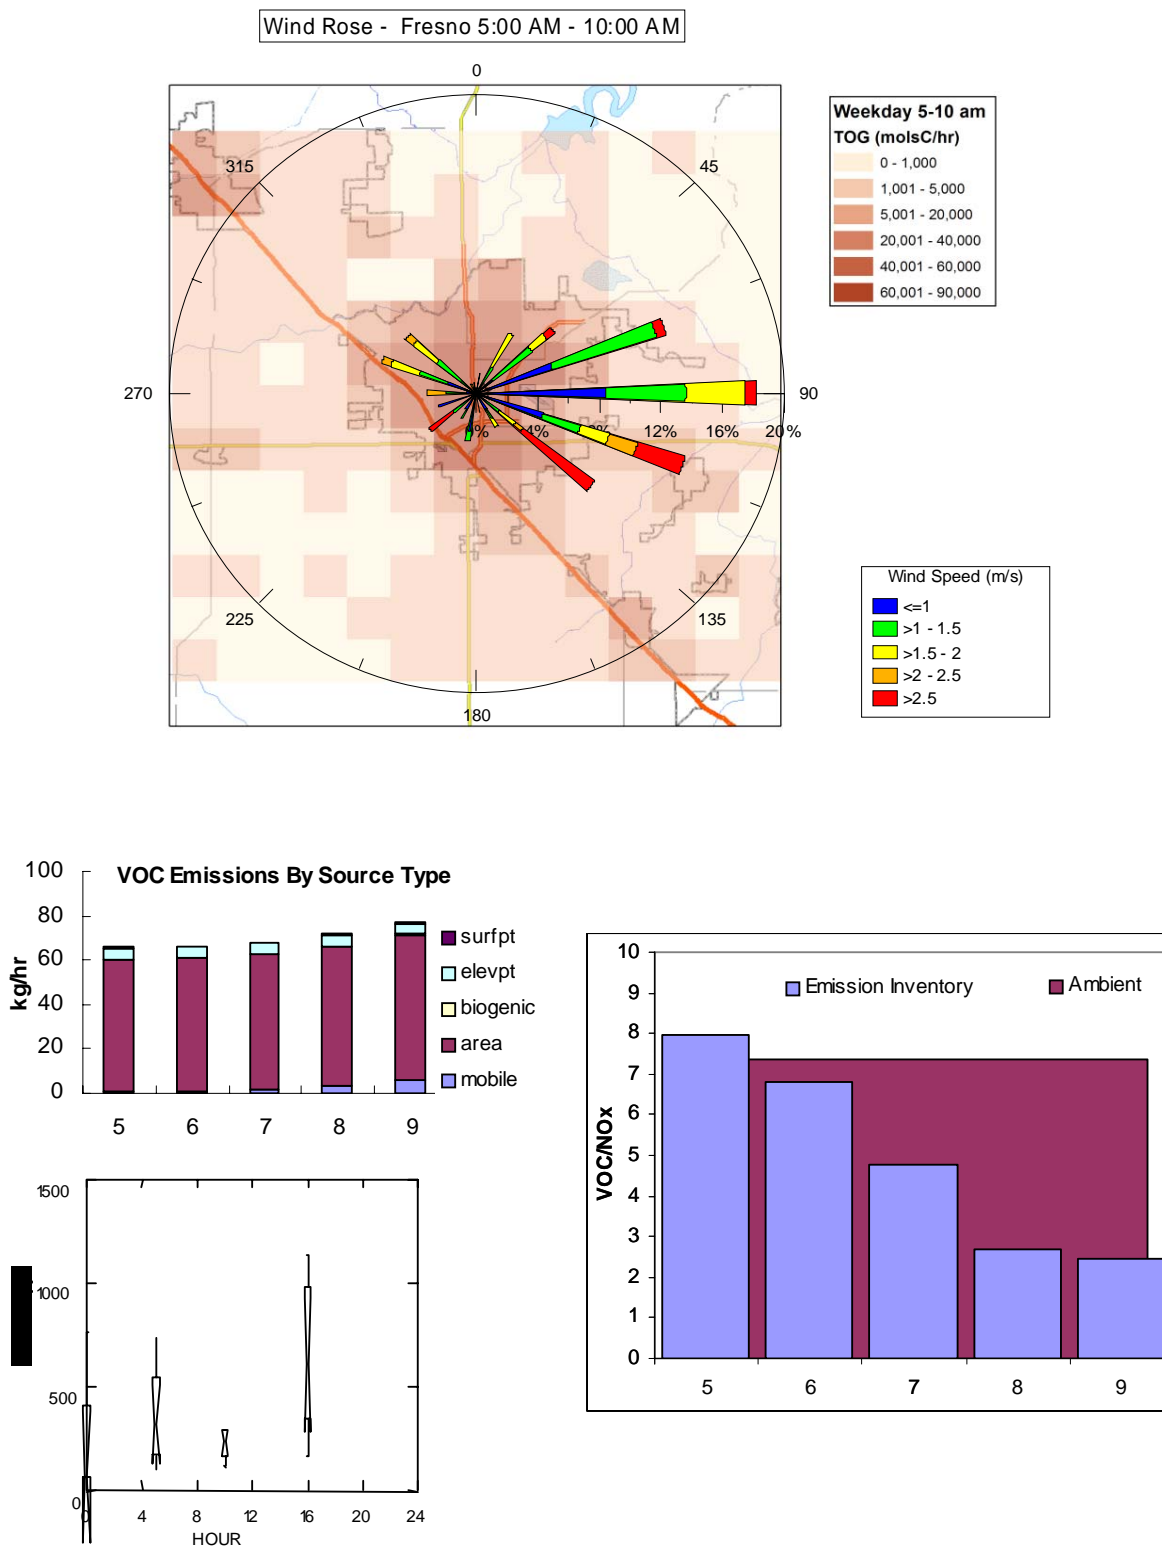 Wind Rose - Fresno 5:00 AM - 10:00 AM
0
45
90
135
180
225
270
315
4%
12%
16%
20%
Weekday 5-10 am
TOG (molsC/hr)
0 - 1,000
1,001 - 5,000
5,001 - 20,000
20,001 - 40,000
40,001 - 60,000
60,001 - 90,000
Wind Speed (m/s)
<=1
>1 - 1.5
>1.5 - 2
>2 - 2.5
>2.5
VOC Emissions By Source Type
kg/hr
100
80
60
40
20
0
5 6 7 8 9
surfpt
elevpt
biogenic
area
mobile
1500
1000
500
0
0 4 8 12 16 20 24
HOUR
Emission Inventory
Ambient
VOC/NOx
10
9
8
7
6
5
4
3
2
1
0
5 6 7 8 9